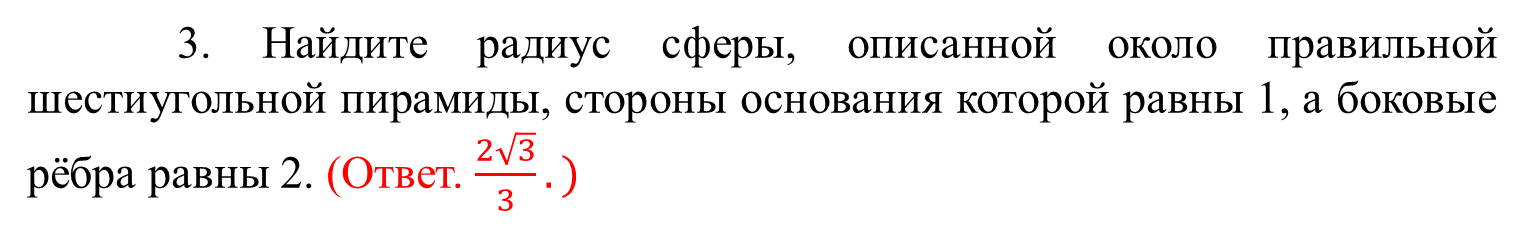 3. Найдите радиус сферы, описанной около правильной
шестиугольной пирамиды, стороны основания которой равны 1, а боковые
рёбра равны 2. (Ответ. 2√3/3.)